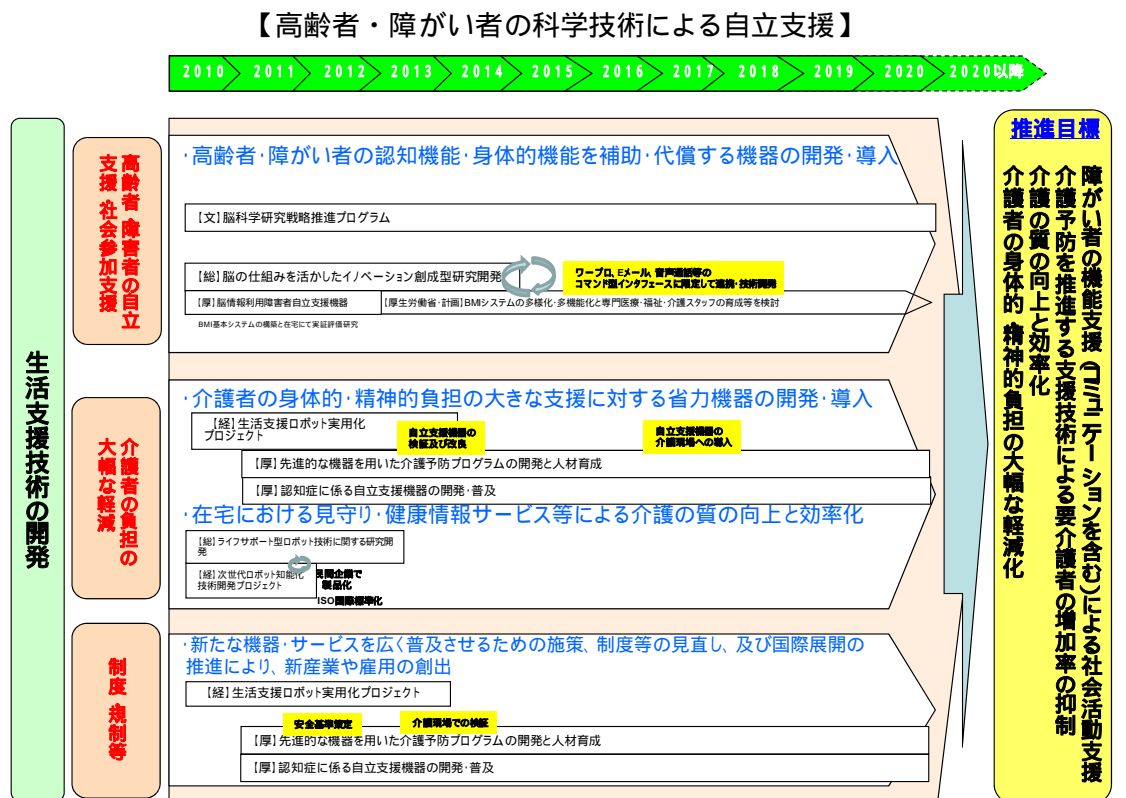 【高齢者・障がい者の科学技術による自立支援】
2010 2011 2012 2013 2014 2015 2016 2017 2018 2019 2020 2020以降
生活支援技術の開発
高齢者・障害者の自立
支援・社会参加支援
・高齢者・障がい者の認知機能・身体的機能を補助・代償する機器の開発・導入
【文】脳科学研究戦略推進プログラム
【総】脳の仕組みを活かしたイノベーション創成型研究開発
ワープロ、Eメール、音声通話等の
コマンド型インタフェースに限定して連携・技術開発
【厚】脳情報利用障害者自立支援機器
【厚生労働省・計画】BMIシステムの多様化・多機能化と専門医療・福祉・介護スタッフの育成等を検討
BMI基本システムの構築と在宅にて実証評価研究
介護者の負担の
大幅な軽減
・介護者の身体的・精神的負担の大きな支援に対する省力機器の開発・導入
【経】生活支援ロボット実用化
プロジェクト
自立支援機器の
検証及び改良
自立支援機器の
介護現場への導入
【厚】先進的な機器を用いた介護予防プログラムの開発と人材育成
【厚】認知症に係る自立支援機器の開発・普及
・在宅における見守り・健康情報サービス等による介護の質の向上と効率化
【総】ライフサポート型ロボット技術に関する研究開
発
【経】次世代ロボット知能化
技術開発プロジェクト
民間企業で
製品化
ISO国際標準化
制度・規制等
・新たな機器・サービスを広く普及させるための施策、制度等の見直し、及び国際展開の
推進により、新産業や雇用の創出
【経】生活支援ロボット実用化プロジェクト
安全基準策定
介護現場での検証
【厚】先進的な機器を用いた介護予防プログラムの開発と人材育成
【厚】認知症に係る自立支援機器の開発・普及
推進目標
障がい者の機能支援(コミュニケーションを含む)による社会活動支援
介護予防を推進する支援技術による要介護者の増加率の抑制
介護の質の向上と効率化
介護者の身体的・精神的負担の大幅な軽減化